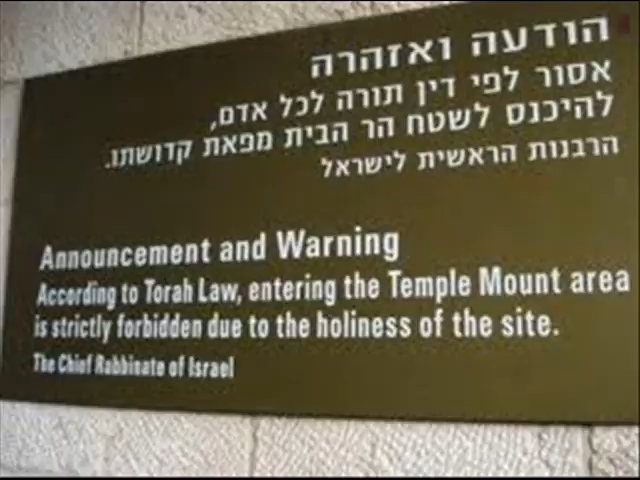 הודעה ואזהרה
אסור לפי דין תורה לכל אדם,
להיכנס לשטח הר הבית מפאת קדושתו.
הרבנות הראשית לישראל
Announcement and Warning
According to Torah Law, entering the Temple Mount area
is strictly forbidden due to the holiness of the site.
The Chief Rabbinate of Israel